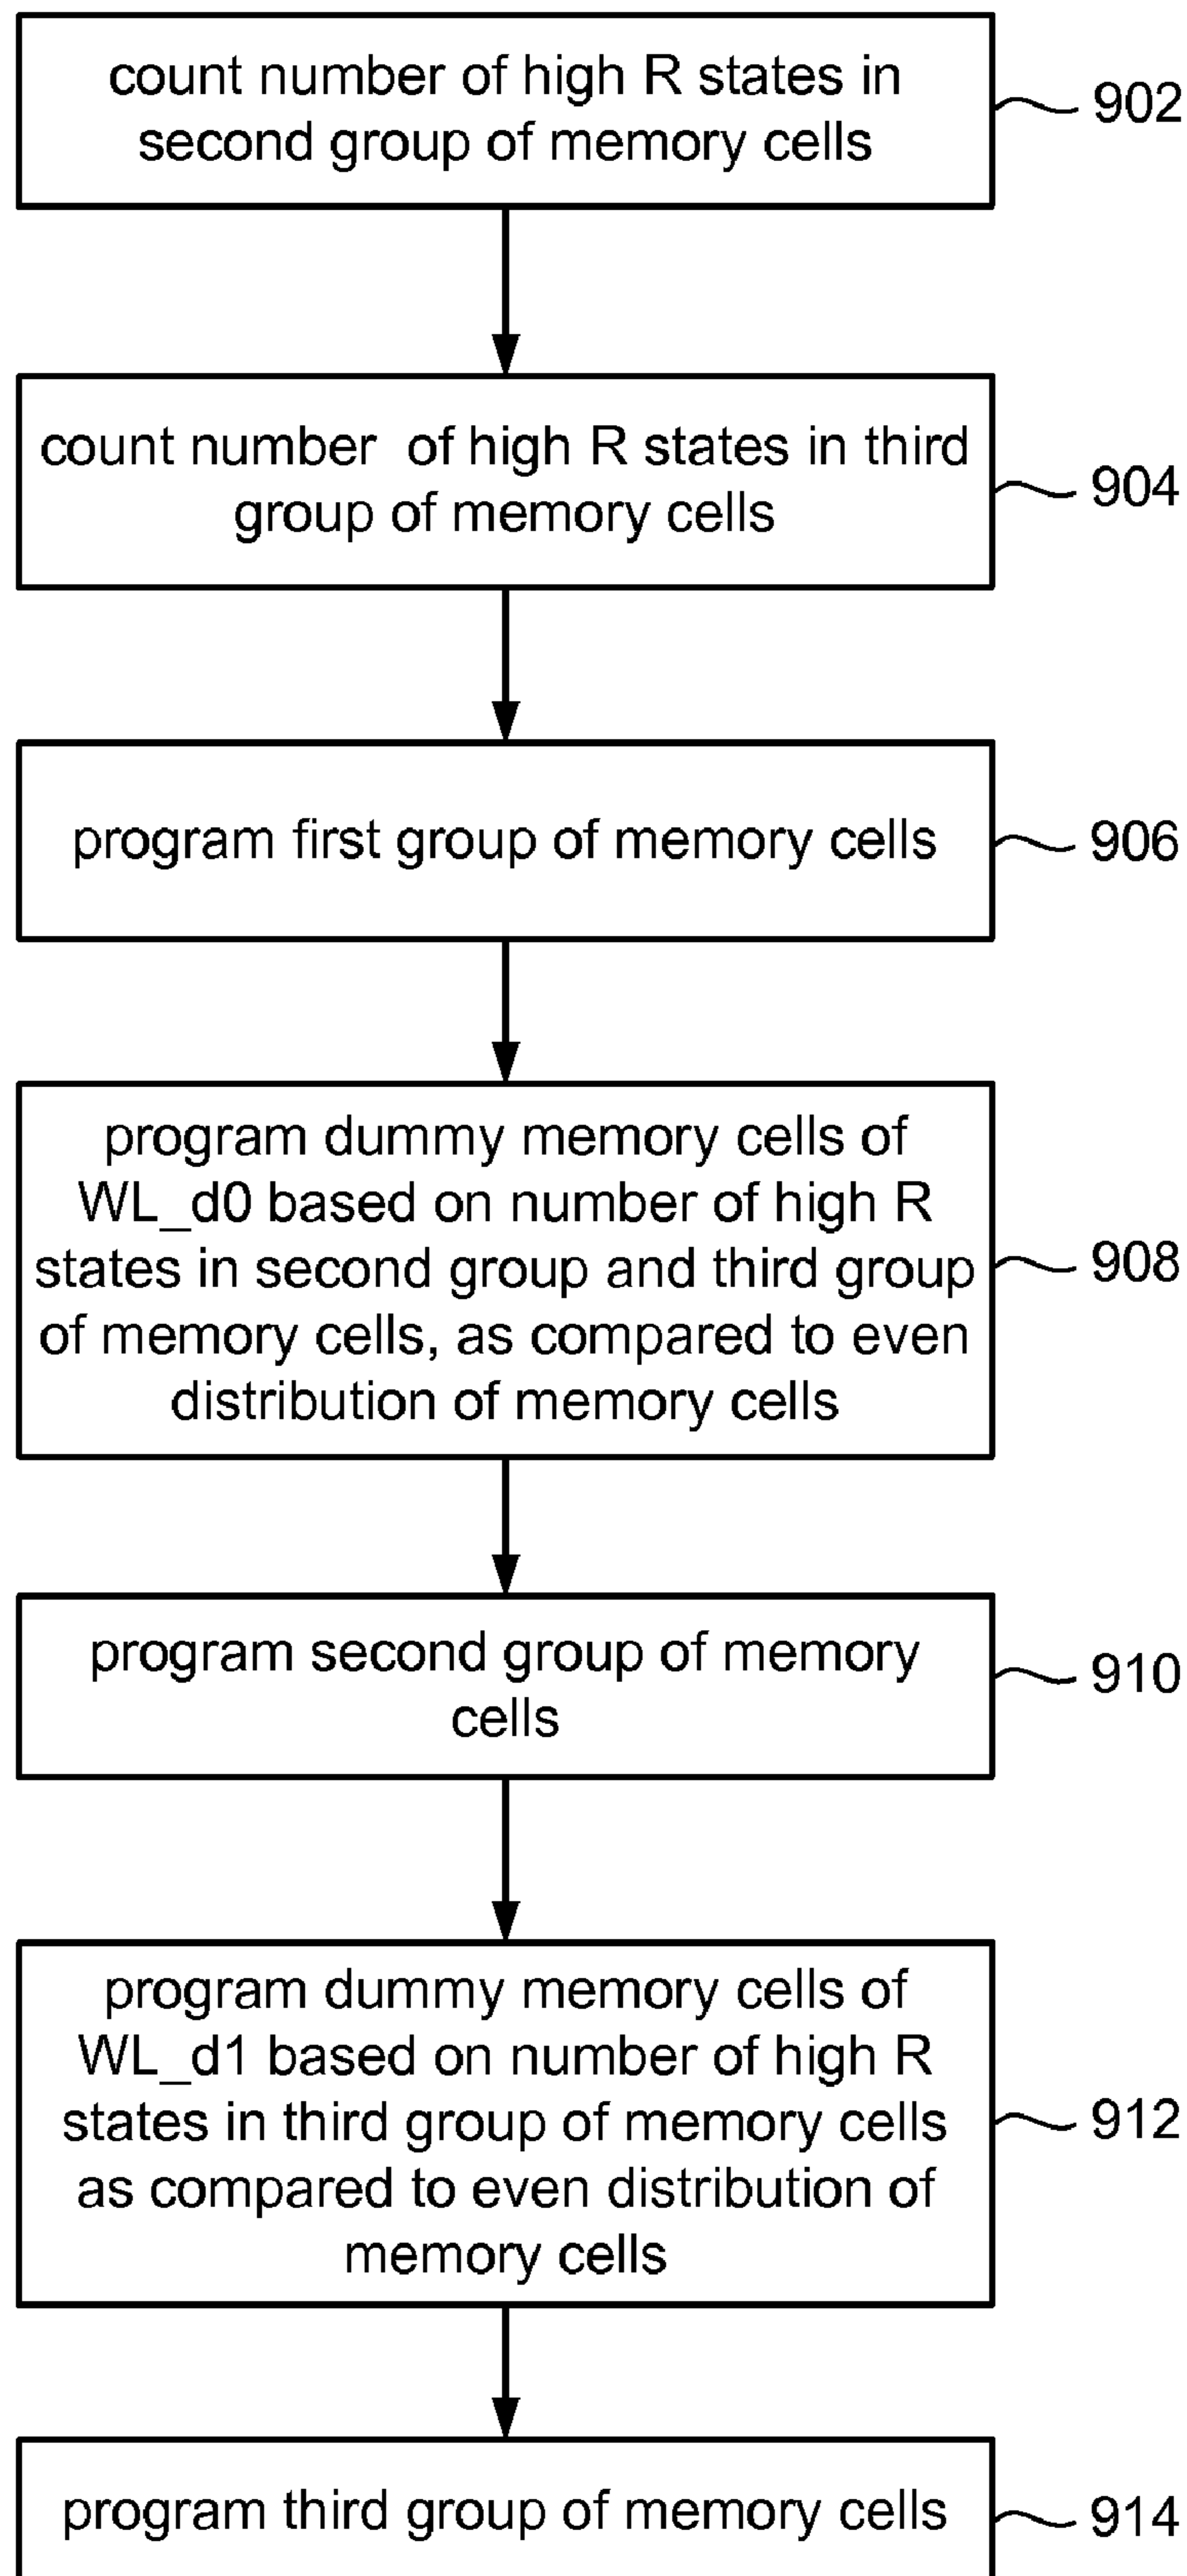 count number of high R states in
second group of memory cells
902
count number of high R states in third
group of memory cells
904
program first group of memory cells
906
program dummy memory cells of
WL_d0 based on number of high R
states in second group and third group
of memory cells, as compared to even
distribution of memory cells
908
program second group of memory
cells
910
program dummy memory cells of
WL_d1 based on number of high R
states in third group of memory cells
as compared to even distribution of
memory cells
912
program third group of memory cells
914